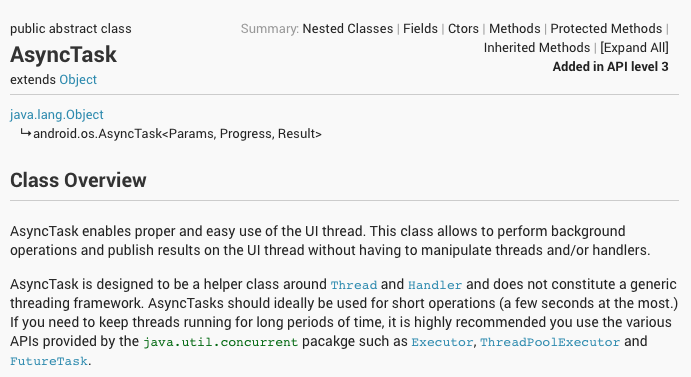 public abstract class
Summary: Nested Classes | Fields | Ctors | Methods | Protected Methods |
Inherited Methods | [Expand All]
AsyncTask
Added in API level 3
extends Object
java.lang.Object
↳android.os.AsyncTask<Params, Progress, Result>
Class Overview
AsyncTask enables proper and easy use of the UI thread. This class allows to perform background
operations and publish results on the UI thread without having to manipulate threads and/or handlers.
AsyncTask is designed to be a helper class around Thread and Handler and does not constitute a generic
threading framework. AsyncTasks should ideally be used for short operations (a few seconds at the most.)
If you need to keep threads running for long periods of time, it is highly recommended you use the various
APIs provided by the java.util.concurrent pacakge such as Executor, ThreadPoolExecutor and
FutureTask.